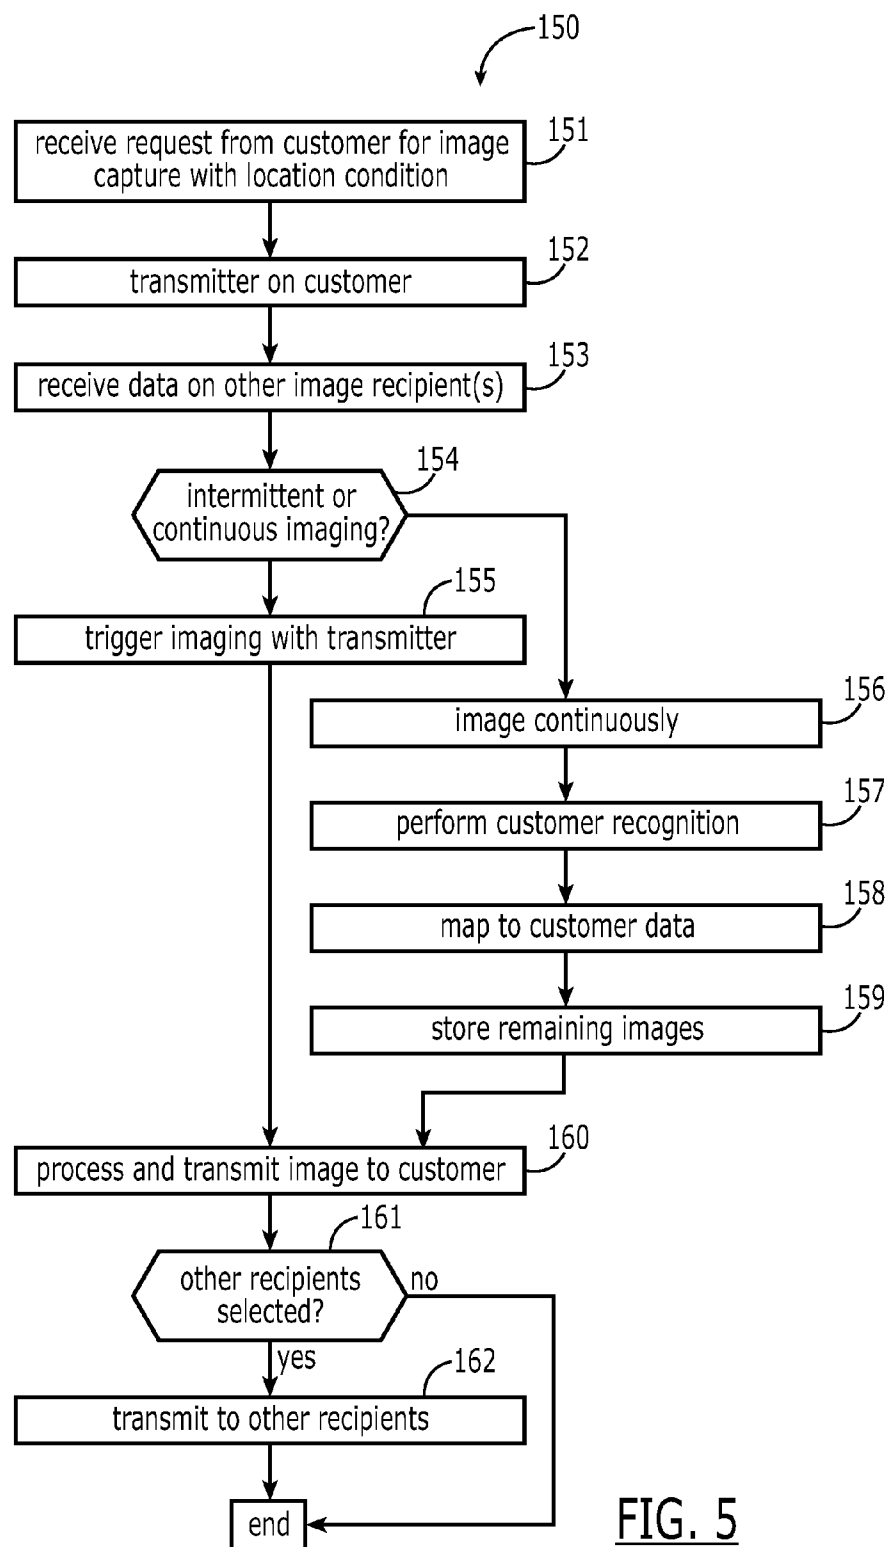 150
receive request from customer for image
capture with location condition
151
transmitter on customer
152
receive data on other image recipient(s)
153
intermittent or
continuous imaging?
154
trigger imaging with transmitter
155
image continuously
156
perform customer recognition
157
map to customer data
158
store remaining images
159
process and transmit image to customer
160
other recipients
selected?
161
no
yes
transmit to other recipients
162
end
FIG. 5